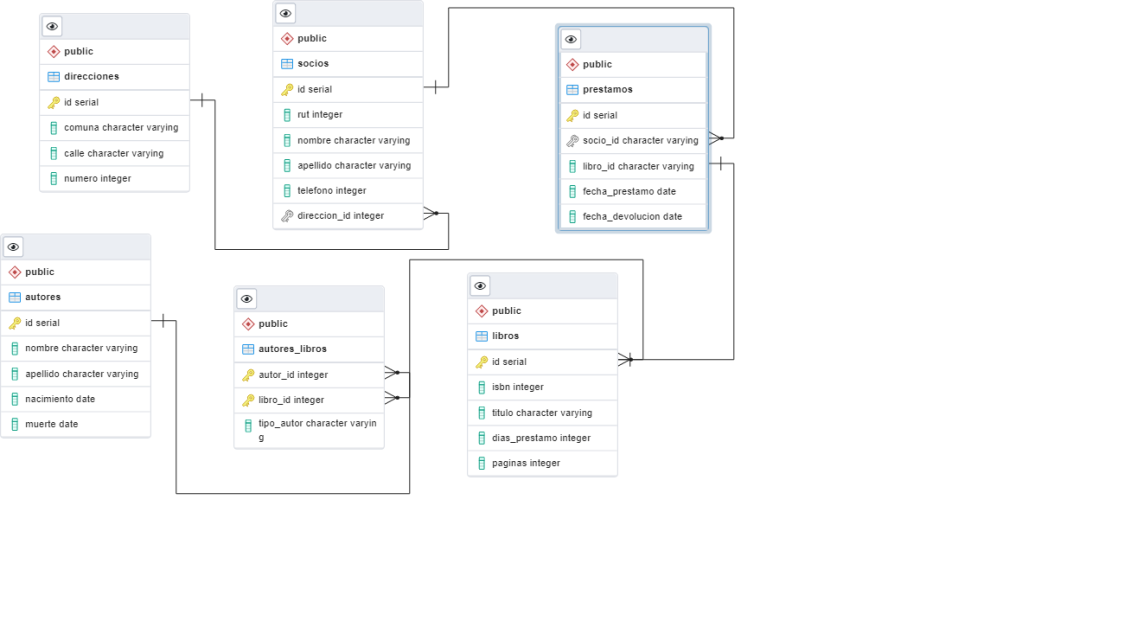 public
direcciones
id serial
comuna character varying
calle character varying
numero integer
public
socios
id serial
rut integer
nombre character varying
apellido character varying
telefono integer
direccion_id integer
public
prestamos
id serial
socio_id character varying
libro_id character varying
fecha_prestamo date
fecha_devolucion date
public
autores
id serial
nombre character varying
apellido character varying
nacimiento date
muerte date
public
autores_libros
autor_id integer
libro_id integer
tipo_autor character varyin
g
public
libros
id serial
isbn integer
titulo character varying
dias_prestamo integer
paginas integer